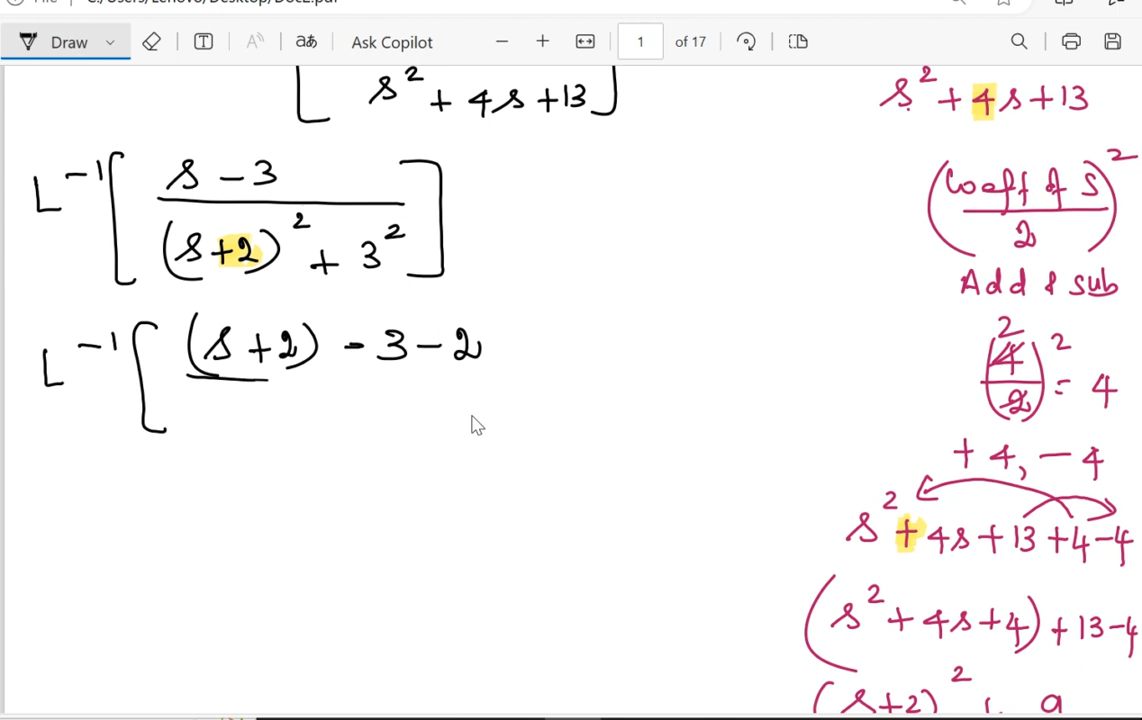 Draw aあ Ask Copilot 1 of 17
s² + 4s + 13
L⁻¹ [ s - 3 / (s+2)² + 3² ]
L⁻¹ [ (s+2) - 3 - 2
s² + 4s + 13
(Coeff of s / 2)²
Add & sub
(4/2)² = 4
2
+ 4, - 4
s² + 4s + 13 + 4 - 4
(s² + 4s + 4) + 13 - 4